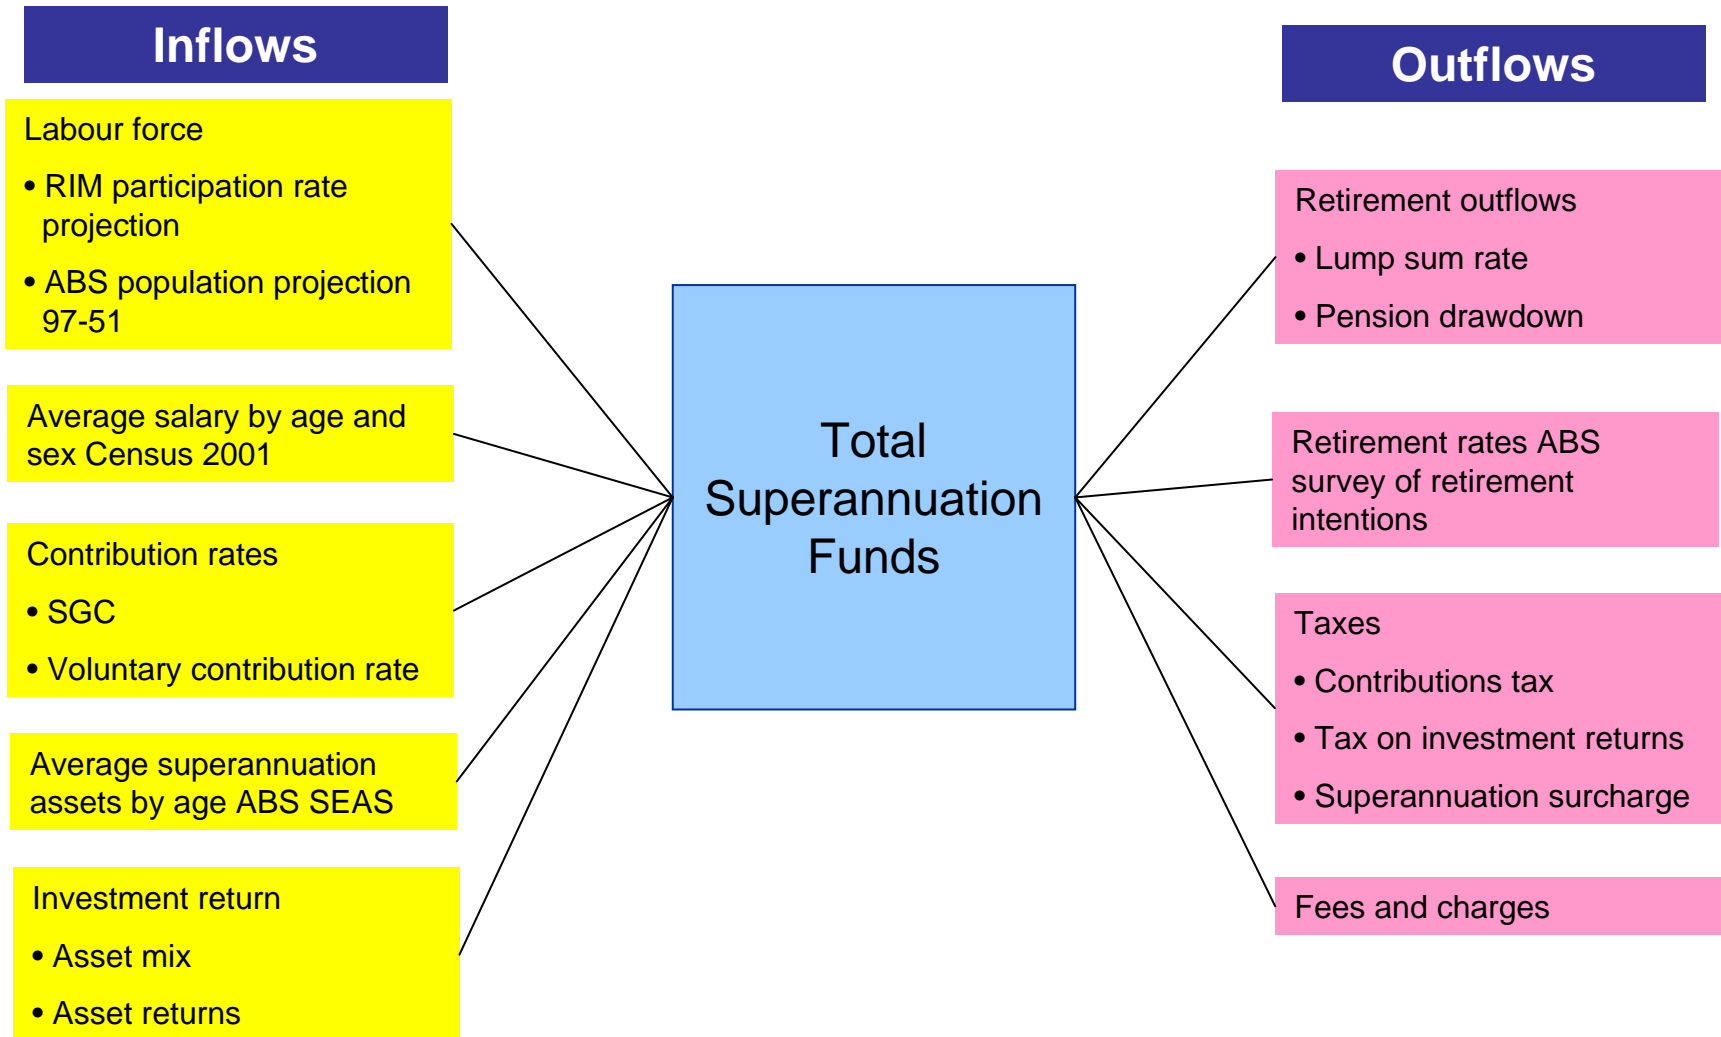 Inflows
Labour force
• RIM participation rate
projection
• ABS population projection
97-51
Average salary by age and
sex Census 2001
Contribution rates
• SGC
• Voluntary contribution rate
Average superannuation
assets by age ABS SEAS
Investment return
• Asset mix
• Asset returns
Total
Superannuation
Funds
Outflows
Retirement outflows
• Lump sum rate
• Pension drawdown
Retirement rates ABS
survey of retirement
intentions
Taxes
• Contributions tax
• Tax on investment returns
• Superannuation surcharge
Fees and charges